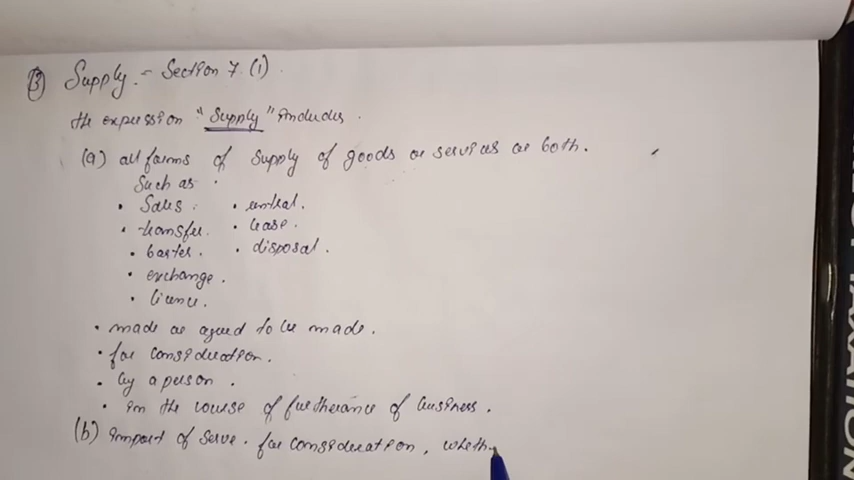 (B) Supply :- Section 7 (1).
the expression "Supply" includes.
(a) all forms of supply of goods or services or both.
Such as.
• Sales. • rental.
• transfer. • lease.
• barter. • disposal.
• exchange.
• licence.
• made or agreed to be made.
• for consideration.
• by a person.
• in the course of furtherance of business.
(b) import of serve. for consideration, wheth
TAXATION